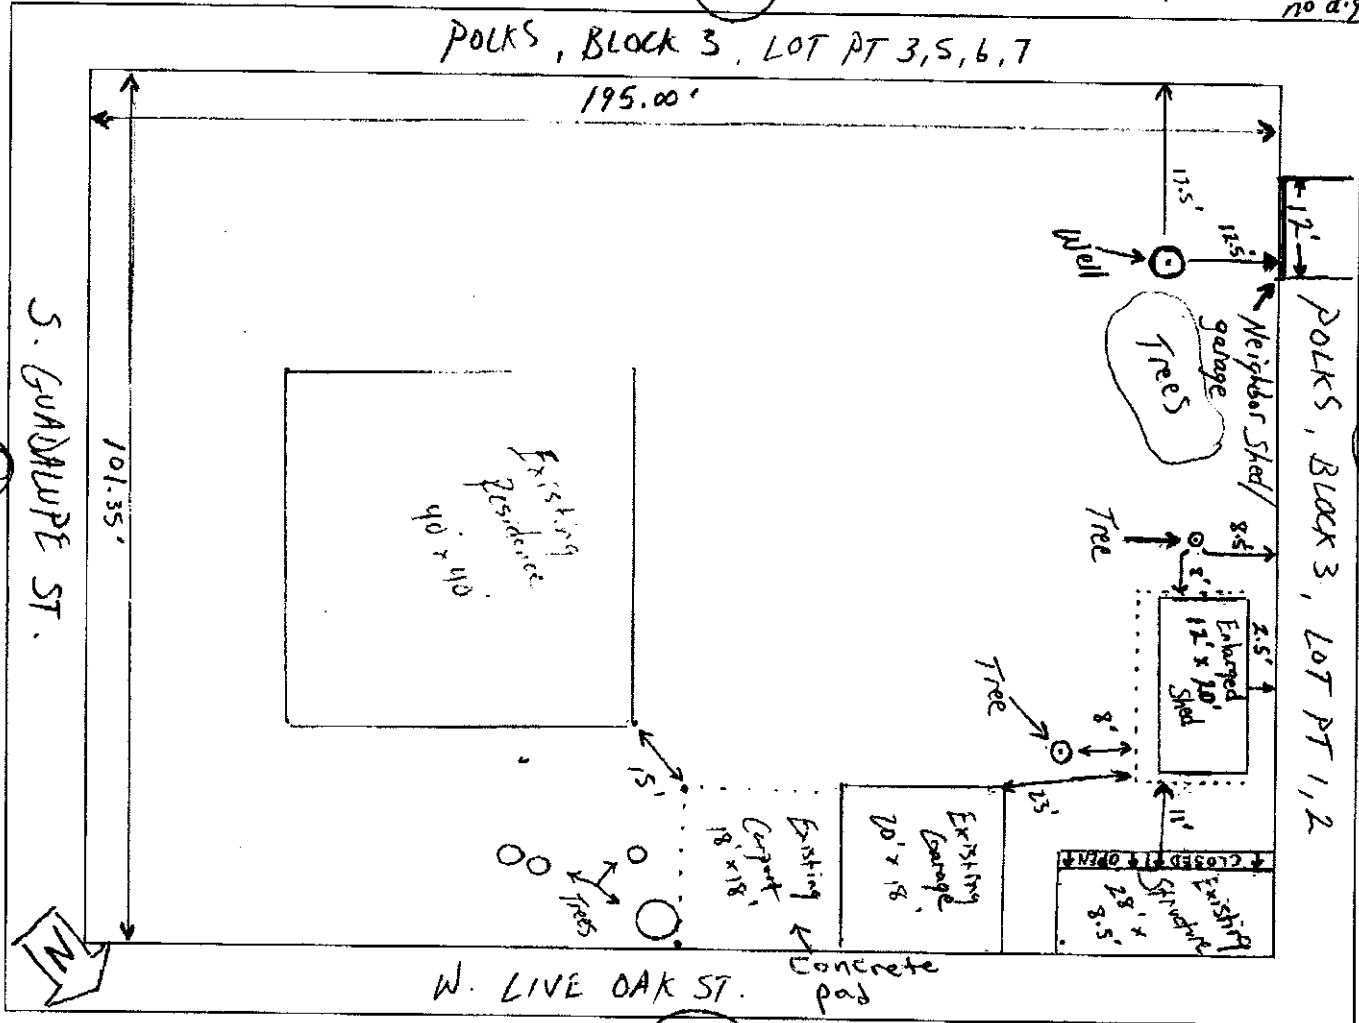 POLKS, BLOCK 3, LOT PT 3,5,6,7
195.00'
17.5'
12.5'
12'
Well
Neighbor Shed/
garage
Trees
POLKS, BLOCK 3, LOT PT 1,2
S. GUADALUPE ST.
101.35'
Existing
Residence
40' x 40'
Tree
8.5'
8'
Enlarged
12' x 20'
Shed
2.5'
Tree
8'
15'
23'
11'
Existing
Carport
18' x 18'
Existing
Garage
20' x 18'
CLOSED
OPEN
Existing
Structure
28' x
8.5'
Trees
Concrete
pad
W. LIVE OAK ST.
N